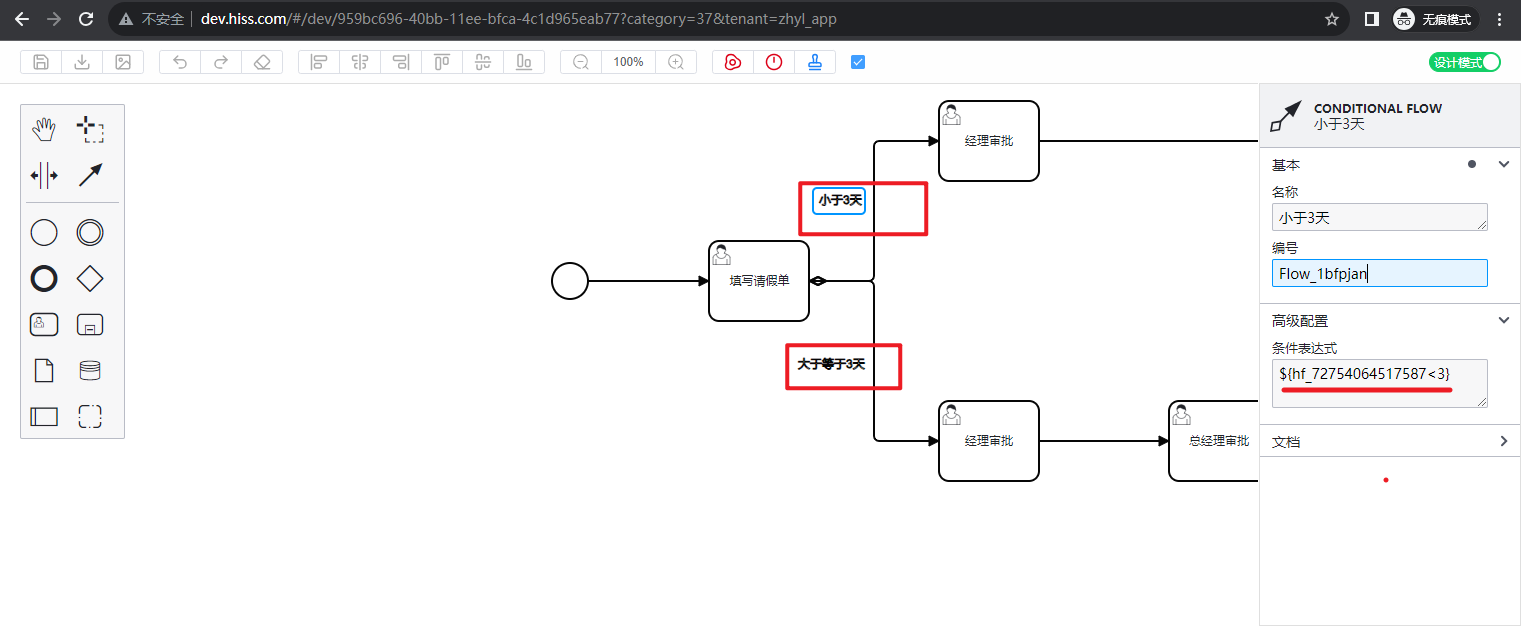 不安全 dev.hiss.com/#/dev/959bc696-40bb-11ee-bfca-4c1d965eab77?category=37&tenant=zhyl_app 无痕模式
100% 设计模式
CONDITIONAL FLOW
小于3天
基本
名称
小于3天
编号
Flow_1bfpjan
高级配置
条件表达式
${hf_72754064517587<3}
文档
经理审批
小于3天
填写请假单
大于等于3天
经理审批
总经理审批